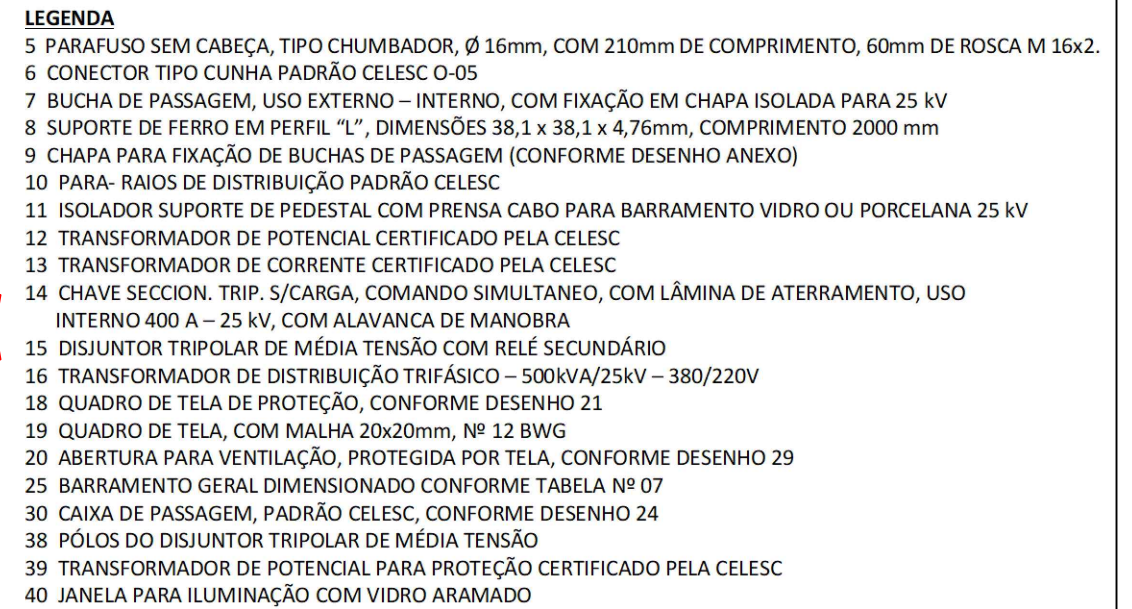 LEGENDA
5 PARAFUSO SEM CABEÇA, TIPO CHUMBADOR, Ø 16mm, COM 210mm DE COMPRIMENTO, 60mm DE ROSCA M 16x2.
6 CONECTOR TIPO CUNHA PADRÃO CELESC O-05
7 BUCHA DE PASSAGEM, USO EXTERNO – INTERNO, COM FIXAÇÃO EM CHAPA ISOLADA PARA 25 kV
8 SUPORTE DE FERRO EM PERFIL “L”, DIMENSÕES 38,1 x 38,1 x 4,76mm, COMPRIMENTO 2000 mm
9 CHAPA PARA FIXAÇÃO DE BUCHAS DE PASSAGEM (CONFORME DESENHO ANEXO)
10 PARA- RAIOS DE DISTRIBUIÇÃO PADRÃO CELESC
11 ISOLADOR SUPORTE DE PEDESTAL COM PRENSA CABO PARA BARRAMENTO VIDRO OU PORCELANA 25 kV
12 TRANSFORMADOR DE POTENCIAL CERTIFICADO PELA CELESC
13 TRANSFORMADOR DE CORRENTE CERTIFICADO PELA CELESC
14 CHAVE SECCION. TRIP. S/CARGA, COMANDO SIMULTANEO, COM LÂMINA DE ATERRAMENTO, USO
INTERNO 400 A – 25 kV, COM ALAVANCA DE MANOBRA
15 DISJUNTOR TRIPOLAR DE MÉDIA TENSÃO COM RELÉ SECUNDÁRIO
16 TRANSFORMADOR DE DISTRIBUIÇÃO TRIFÁSICO – 500kVA/25kV – 380/220V
18 QUADRO DE TELA DE PROTEÇÃO, CONFORME DESENHO 21
19 QUADRO DE TELA, COM MALHA 20x20mm, Nº 12 BWG
20 ABERTURA PARA VENTILAÇÃO, PROTEGIDA POR TELA, CONFORME DESENHO 29
25 BARRAMENTO GERAL DIMENSIONADO CONFORME TABELA Nº 07
30 CAIXA DE PASSAGEM, PADRÃO CELESC, CONFORME DESENHO 24
38 PÓLOS DO DISJUNTOR TRIPOLAR DE MÉDIA TENSÃO
39 TRANSFORMADOR DE POTENCIAL PARA PROTEÇÃO CERTIFICADO PELA CELESC
40 JANELA PARA ILUMINAÇÃO COM VIDRO ARAMADO